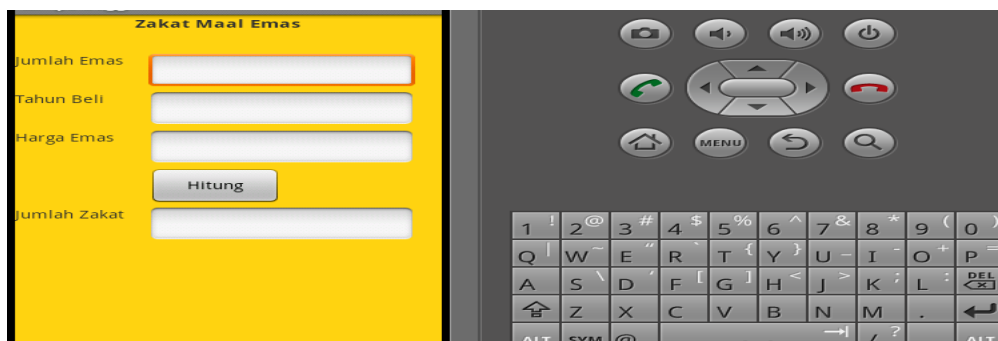 Zakat Maal Emas
Jumlah Emas
Tahun Beli
Harga Emas
Hitung
Jumlah Zakat
MENU
1 ! 2 @ 3 # 4 $ 5 % 6 ^ 7 & 8 * 9 ( 0 )
Q | W ~ E " R ` T { Y } U _ I - O + P =
A S \ D ' F [ G ] H < J > K ; L : DEL
Z X C V B N M .
ALT SYM @ / ? , ALT